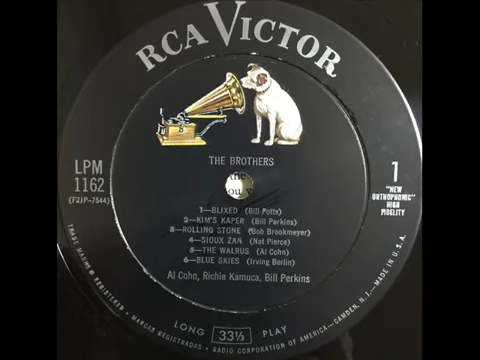 RCA VICTOR
THE BROTHERS
LPM
1162
(F2JP-7544)
1
"NEW
ORTHOPHONIC"
HIGH
FIDELITY
1—BLIXED (Bill Potts)
2—KIM'S KAPER (Bill Perkins)
3—ROLLING STONE (Bob Brookmeyer)
4—SIOUX ZAN (Nat Pierce)
5—THE WALRUS (Al Cohn)
6—BLUE SKIES (Irving Berlin)
Al Cohn, Richie Kamuca, Bill Perkins
LONG 33⅓ PLAY
TRADE MARKS ® REGISTERED • MARCAS REGISTRADAS • RADIO CORPORATION OF AMERICA—CAMDEN, N.J.—MADE IN U.S.A.